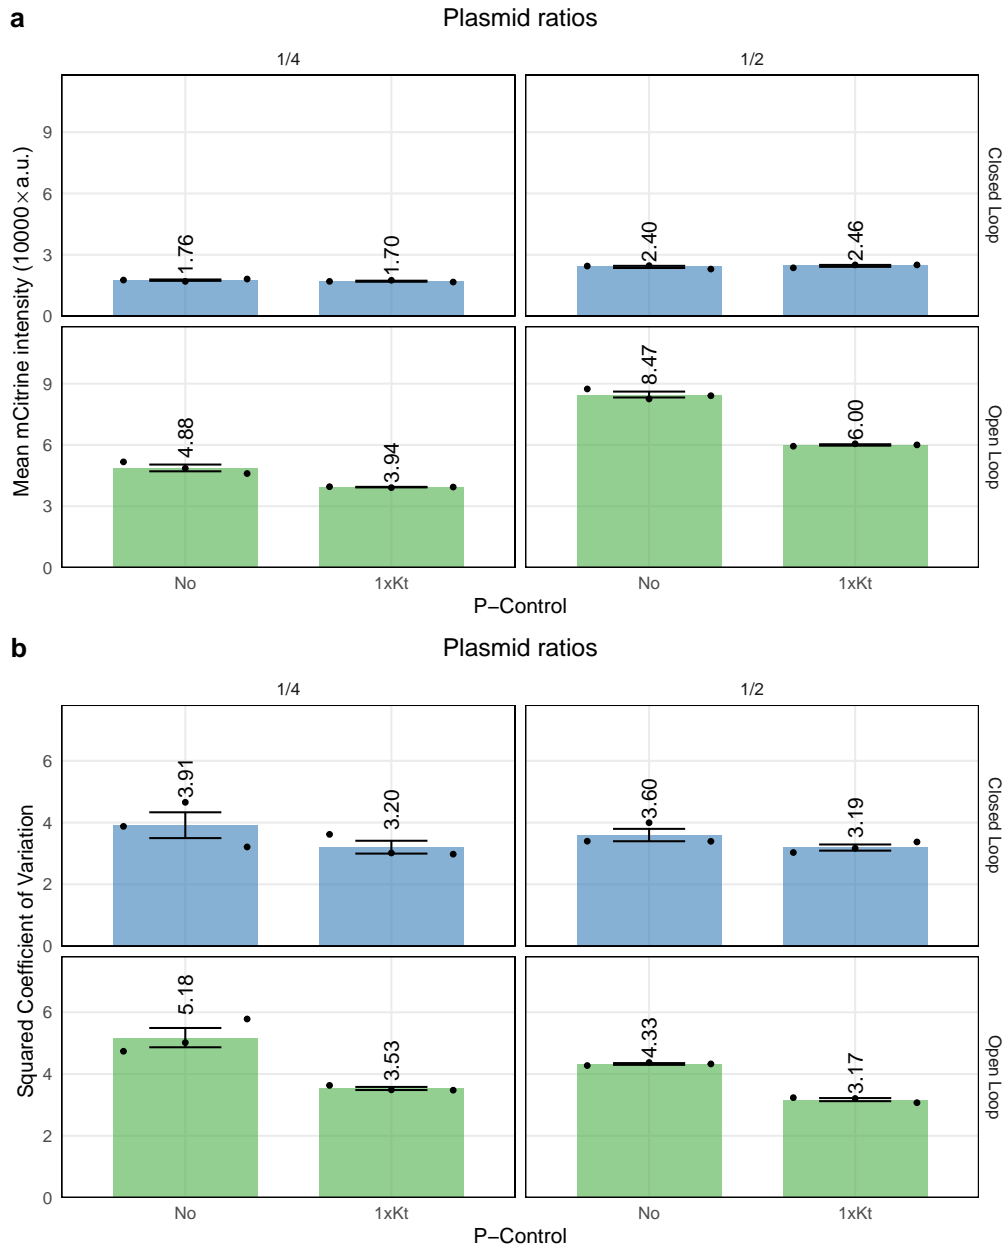 a
Plasmid ratios
1/4
1/2
Mean mCitrine intensity (10000×a.u.)
9
6
3
0
1.76
1.70
2.40
2.46
Closed Loop
9
6
3
0
4.88
3.94
8.47
6.00
Open Loop
No
1xKt
No
1xKt
P−Control
b
Plasmid ratios
1/4
1/2
Squared Coefficient of Variation
6
4
2
0
3.91
3.20
3.60
3.19
Closed Loop
6
4
2
0
5.18
3.53
4.33
3.17
Open Loop
No
1xKt
No
1xKt
P−Control